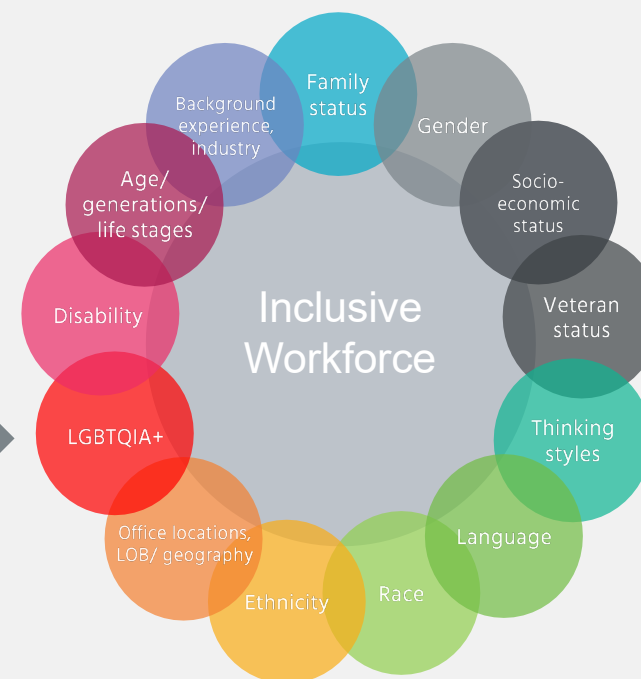 Family
status
Gender
Socio-
economic
status
Veteran
status
Thinking
styles
Language
Race
Ethnicity
Office locations,
LOB/ geography
LGBTQIA+
Disability
Age/
generations/
life stages
Background
experience,
industry
Inclusive
Workforce